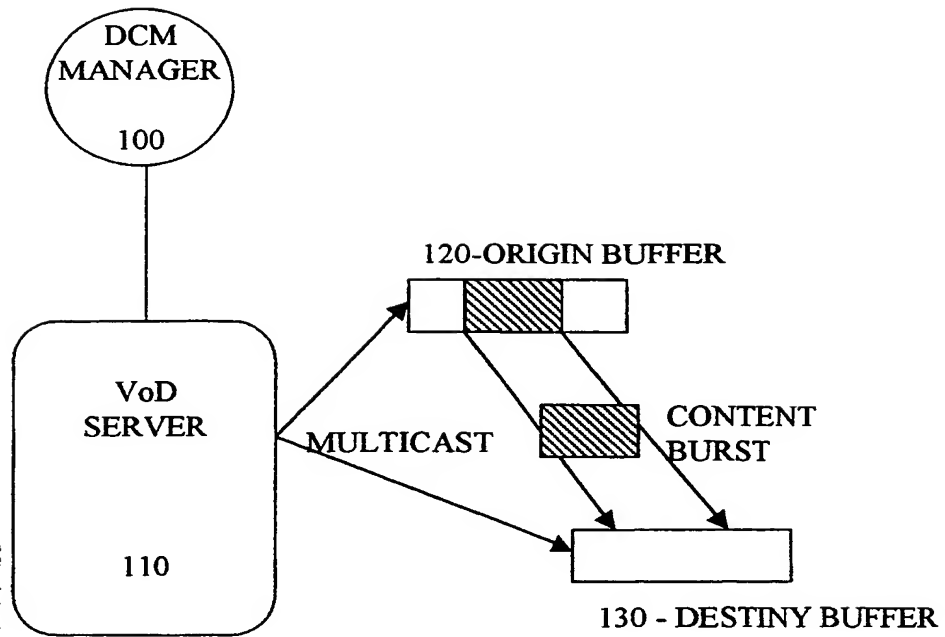 DCM
MANAGER
100
120-ORIGIN BUFFER
VoD
SERVER
MULTICAST
CONTENT
BURST
110
130 - DESTINY BUFFER